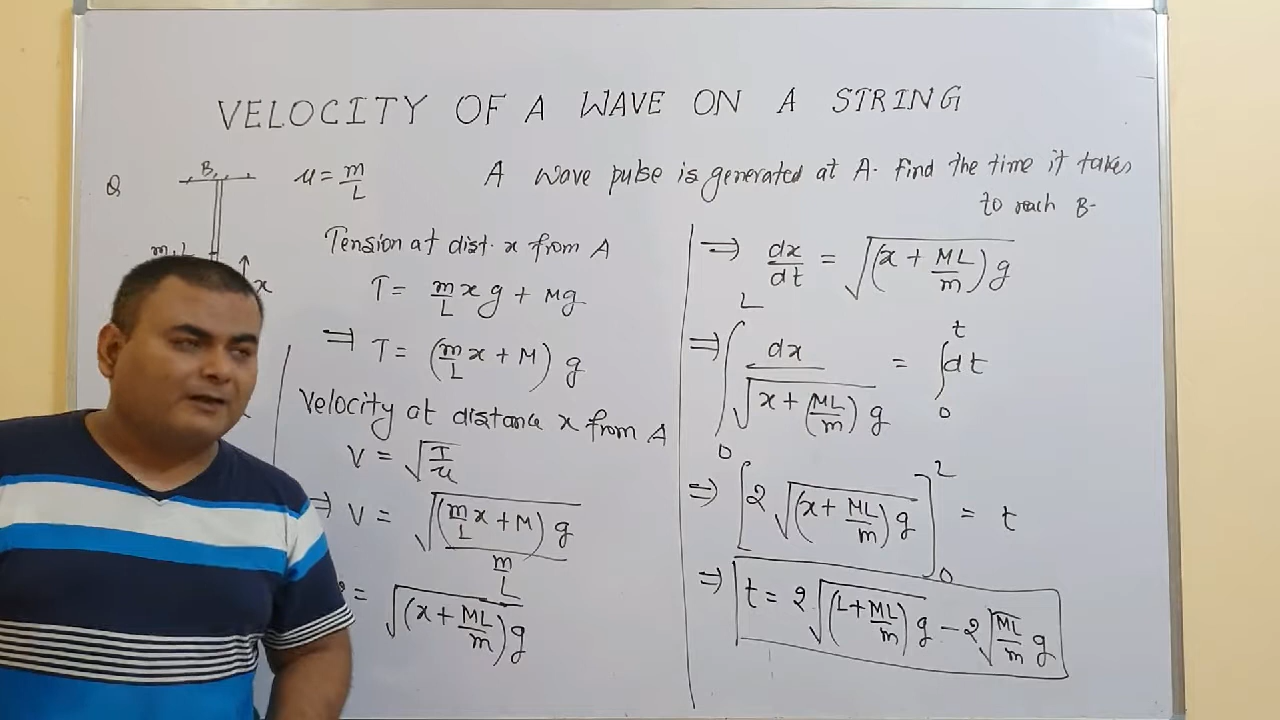 VELOCITY OF A WAVE ON A STRING
Q
B
m, L
x
u = m/L
A wave pulse is generated at A. Find the time it takes
to reach B.
Tension at dist. x from A
T = m/L x g + Mg
⇒ T = (m/L x + M) g
Velocity at distance x from A
V = √(T/u)
⇒ V = √((m/L x + M) g / (m/L))
= √((x + ML/m) g)
⇒ dx/dt = √((x + ML/m) g)
⇒ ∫₀ᴸ dx / √(x + (ML/m) g) = ∫₀ᵗ dt
⇒ [2 √((x + ML/m) g)]₀ᴸ = t
⇒ t = 2 √((L + ML/m) g) − 2 √(ML/m g)